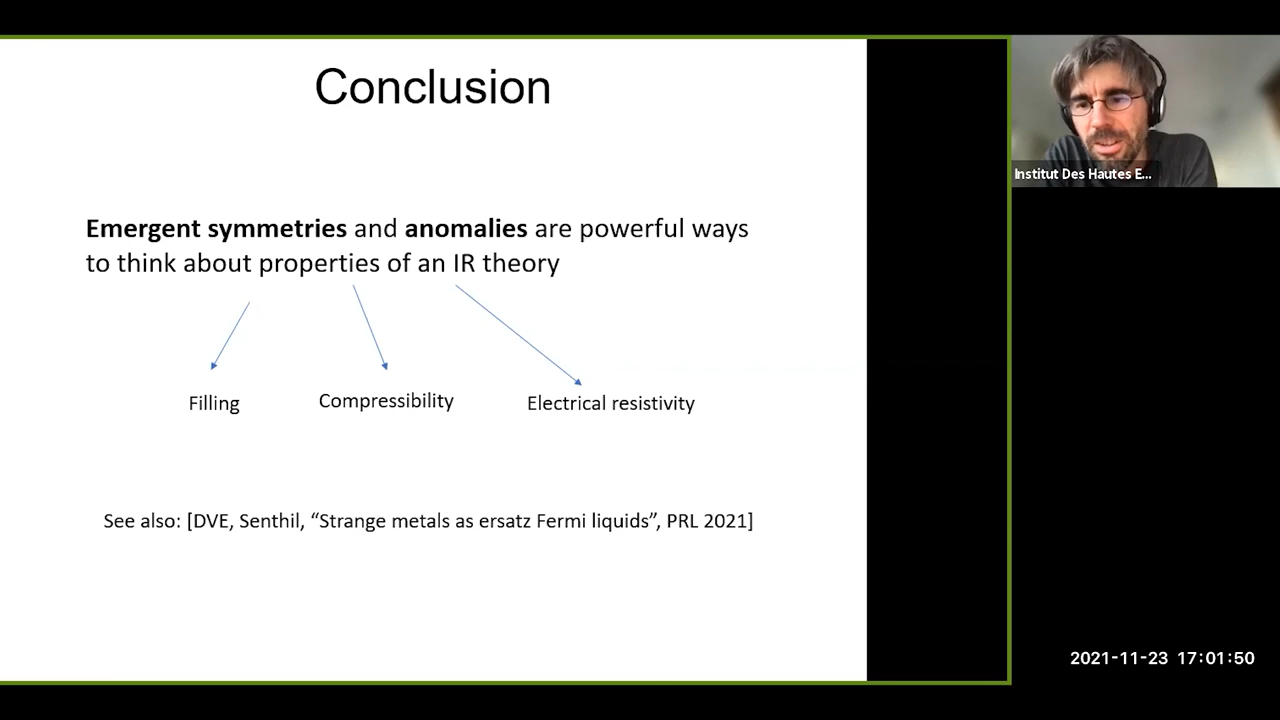 Conclusion
Emergent symmetries and anomalies are powerful ways
to think about properties of an IR theory
Filling
Compressibility
Electrical resistivity
See also: [DVE, Senthil, “Strange metals as ersatz Fermi liquids”, PRL 2021]
Institut Des Hautes E...
2021-11-23 17:01:50